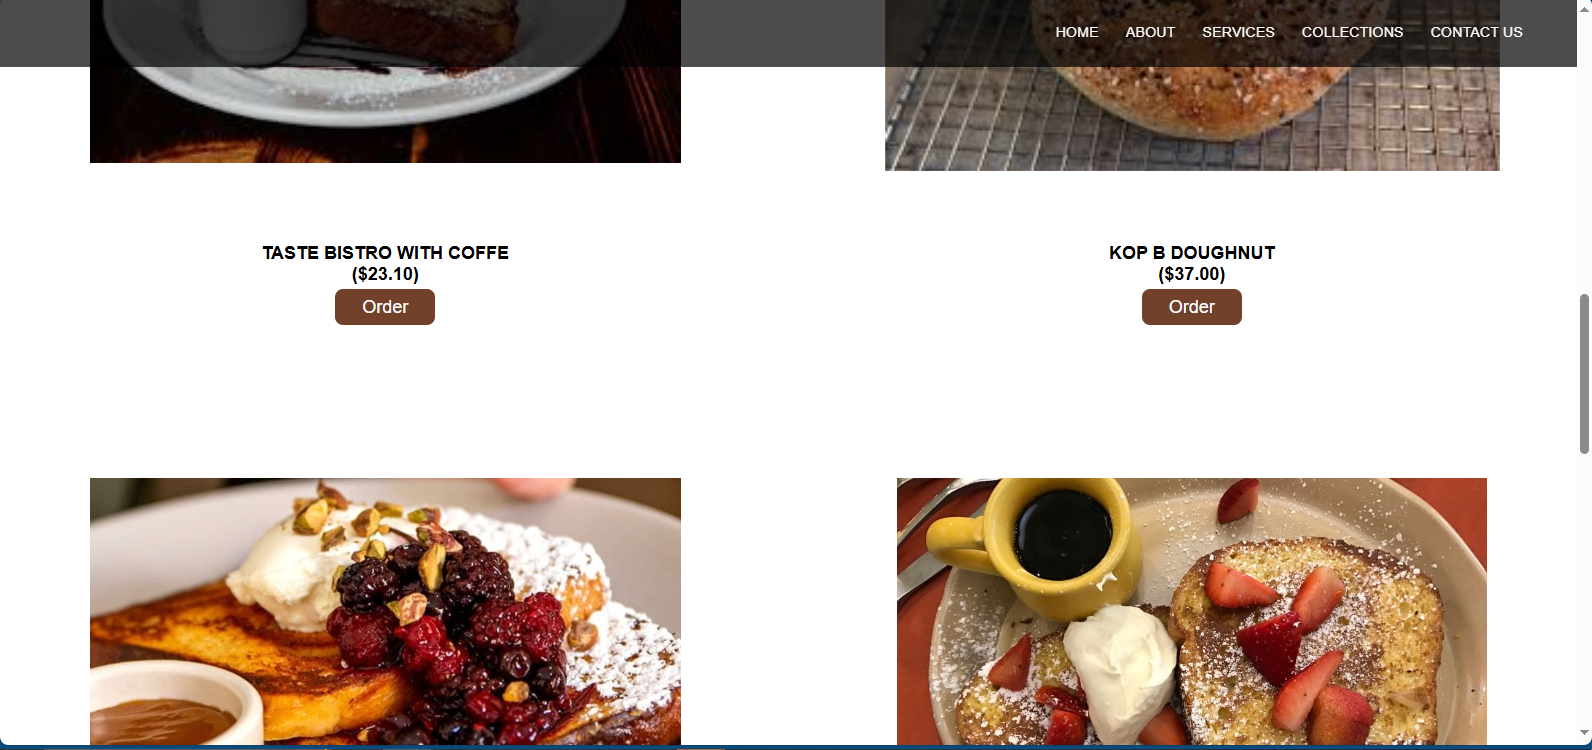 HOME ABOUT SERVICES COLLECTIONS CONTACT US
TASTE BISTRO WITH COFFE
($23.10)
Order
KOP B DOUGHNUT
($37.00)
Order